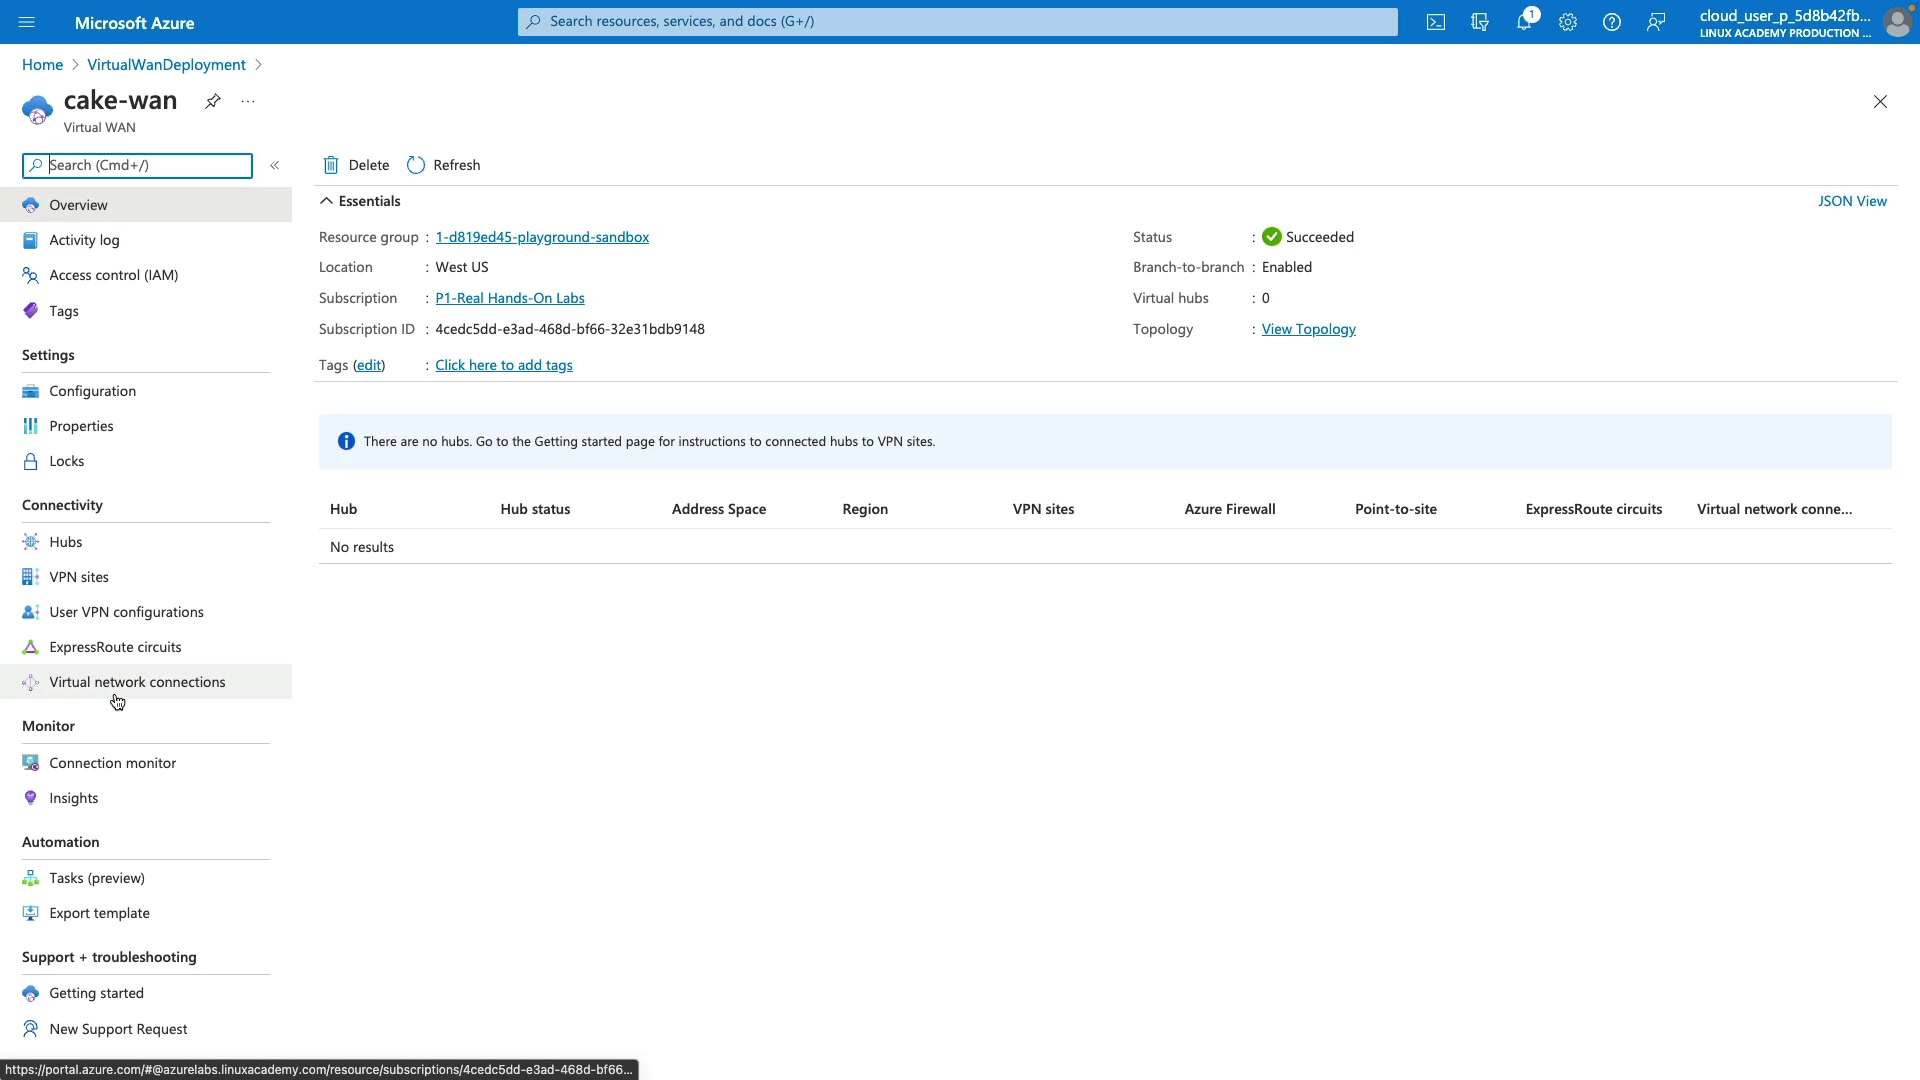 Microsoft Azure
Search resources, services, and docs (G+/)
1
cloud_user_p_5d8b42fb...
LINUX ACADEMY PRODUCTION ...
Home > VirtualWanDeployment >
cake-wan
...
Virtual WAN
Search (Cmd+/)
«
Delete
Refresh
Overview
Activity log
Access control (IAM)
Tags
Settings
Configuration
Properties
Locks
Connectivity
Hubs
VPN sites
User VPN configurations
ExpressRoute circuits
Virtual network connections
Monitor
Connection monitor
Insights
Automation
Tasks (preview)
Export template
Support + troubleshooting
Getting started
New Support Request
Essentials
JSON View
Resource group : 1-d819ed45-playground-sandbox
Location : West US
Subscription : P1-Real Hands-On Labs
Subscription ID : 4cedc5dd-e3ad-468d-bf66-32e31bdb9148
Tags (edit) : Click here to add tags
Status : Succeeded
Branch-to-branch : Enabled
Virtual hubs : 0
Topology : View Topology
There are no hubs. Go to the Getting started page for instructions to connected hubs to VPN sites.
Hub Hub status Address Space Region VPN sites Azure Firewall Point-to-site ExpressRoute circuits Virtual network conne...
No results
https://portal.azure.com/#@azurelabs.linuxacademy.com/resource/subscriptions/4cedc5dd-e3ad-468d-bf66...